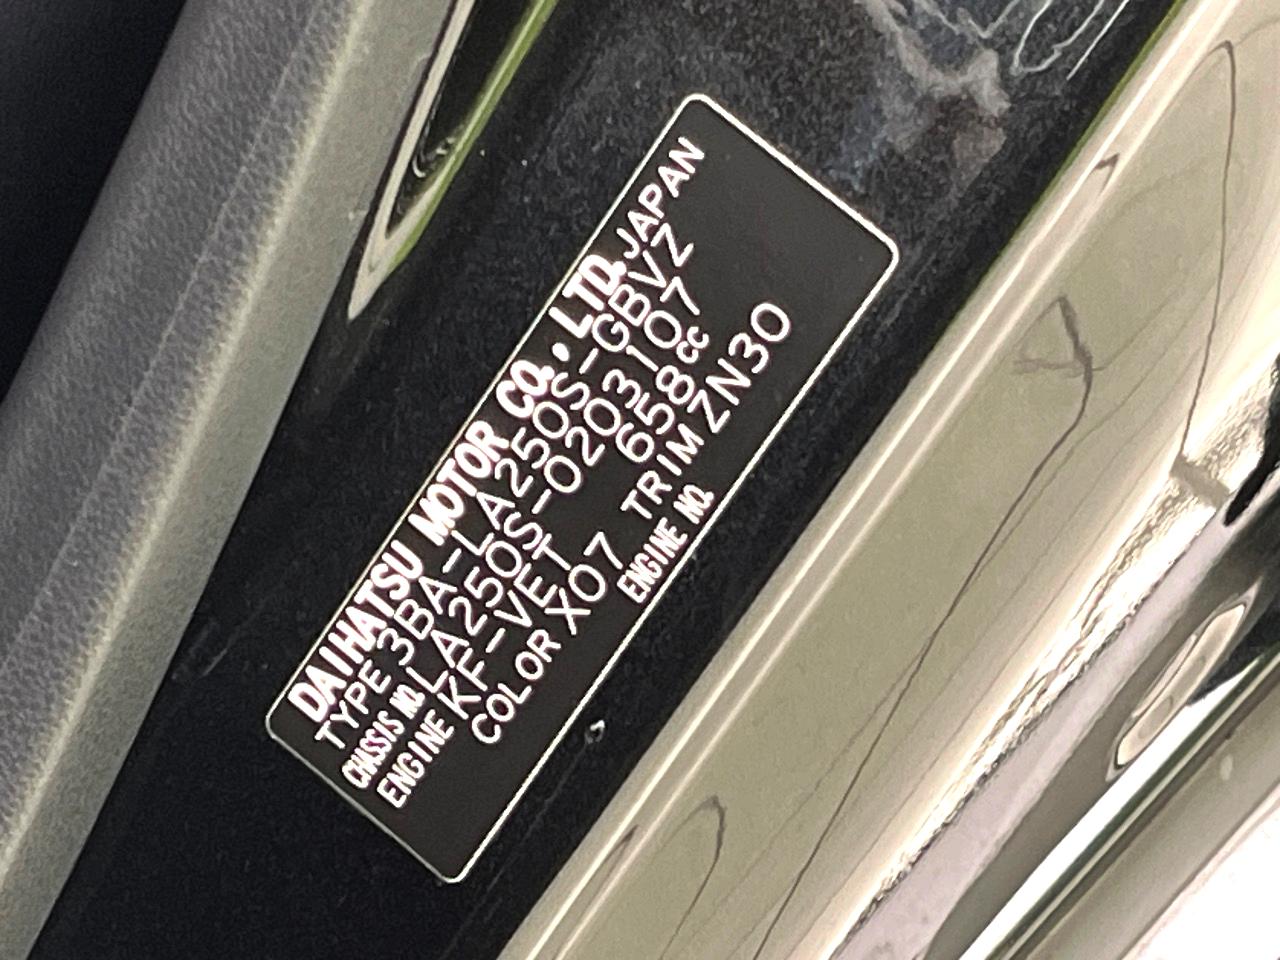 DAIHATSU MOTOR CO.・LTD. JAPAN
TYPE 3BA-LA250S-GBVZ
CHASSIS NO. LA250S-0203107
ENGINE KF-VET 658cc
COLOR X07 TRIM ZN30
ENGINE NO.